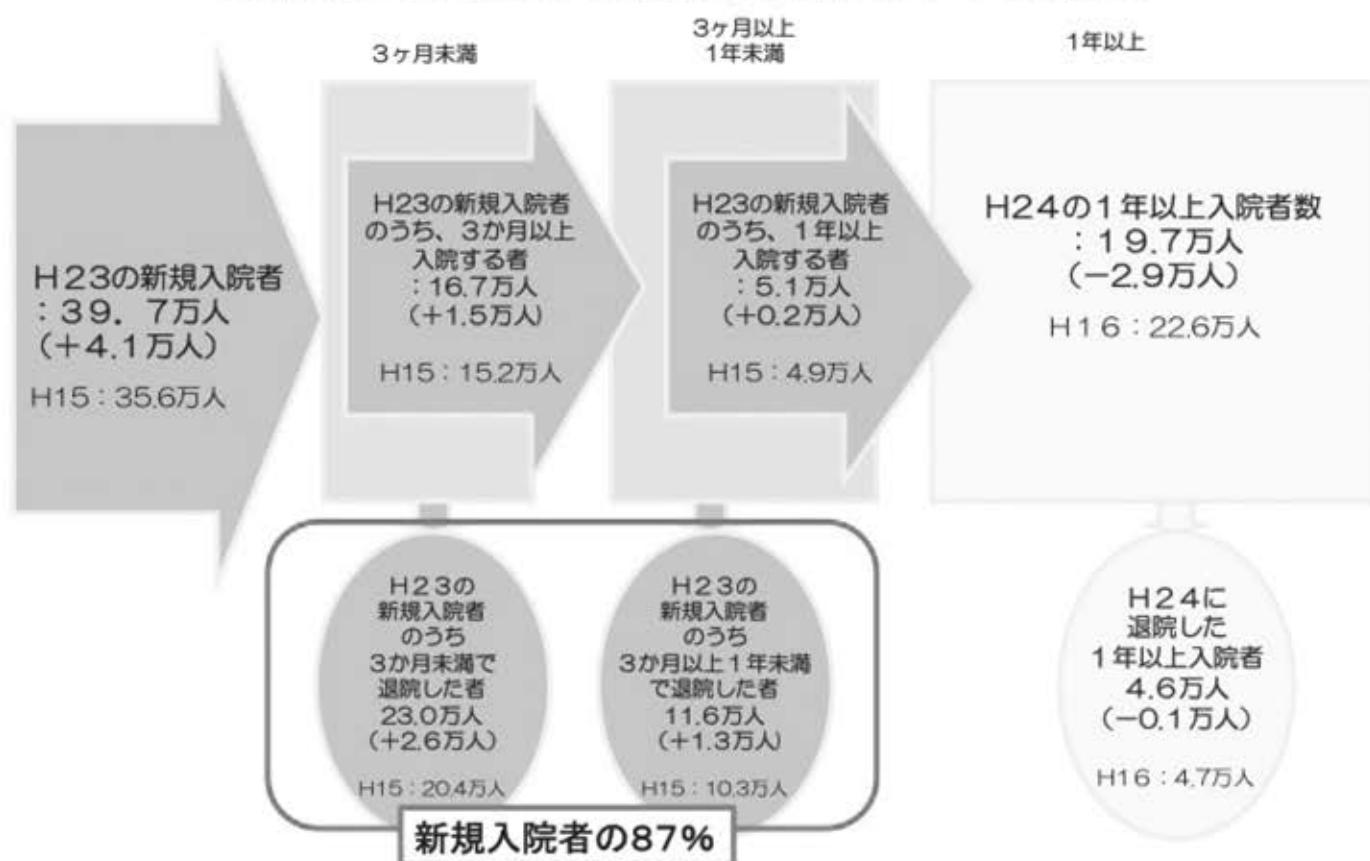 3ヶ月未満
3ヶ月以上
1年未満
1年以上
H23の新規入院者
:39．7万人
(+4.1万人)
H15:35.6万人
H23の新規入院者
のうち、3か月以上
入院する者
:16.7万人
(+1.5万人)
H15:15.2万人
H23の新規入院者
のうち、1年以上
入院する者
:5.1万人
(+0.2万人)
H15:4.9万人
H24の1年以上入院者数
:19.7万人
(−2.9万人)
H16:22.6万人
H23の
新規入院者
のうち
3か月未満で
退院した者
23.0万人
(+2.6万人)
H15:20.4万人
H23の
新規入院者
のうち
3か月以上1年未満
で退院した者
11.6万人
(+1.3万人)
H15:10.3万人
新規入院者の87%
H24に
退院した
1年以上入院者
4.6万人
(−0.1万人)
H16:4.7万人